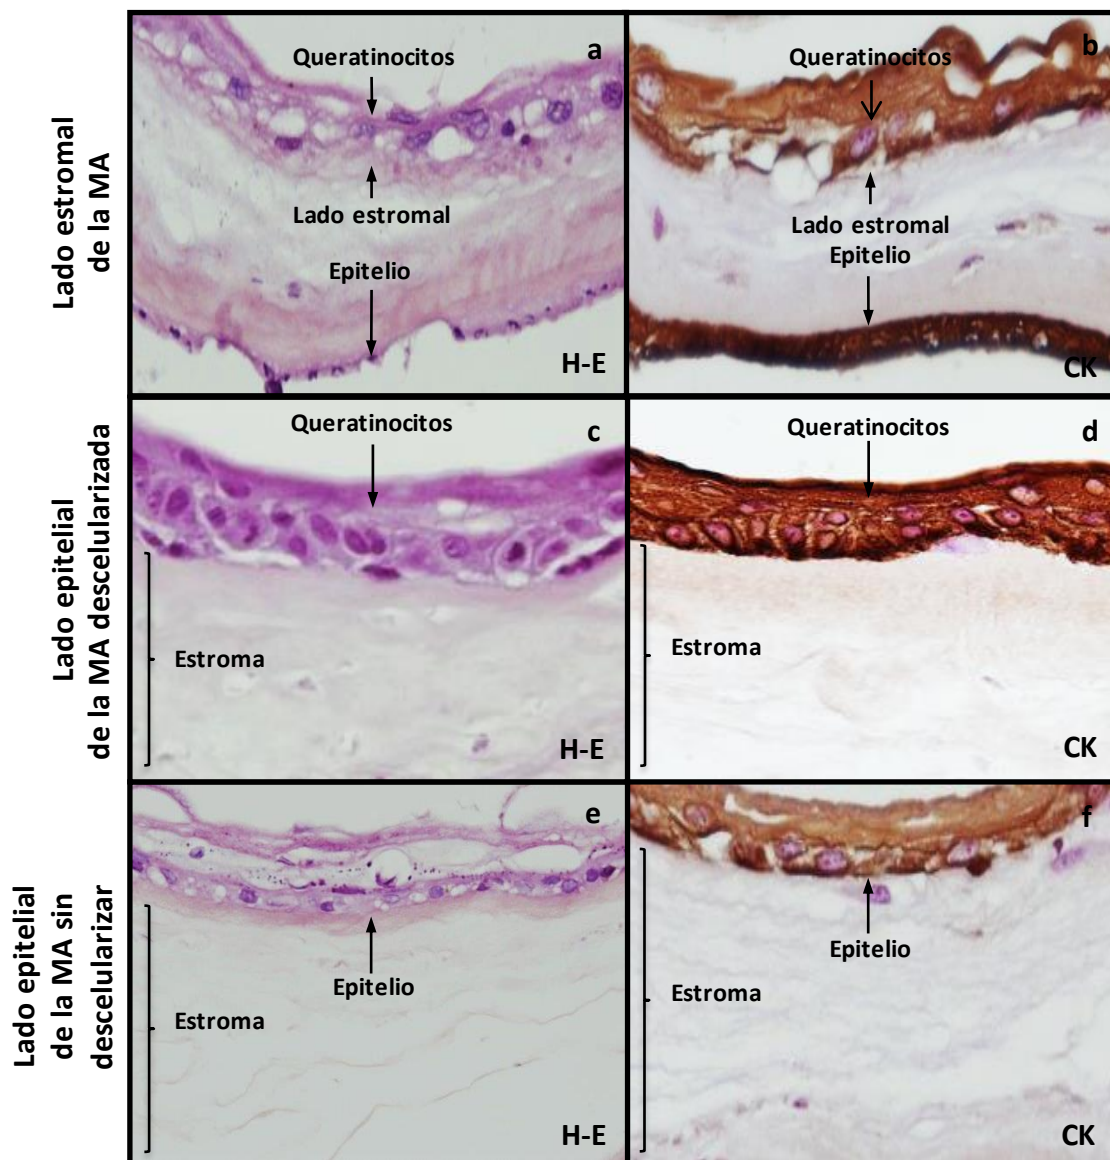 Lado estromal
de la MA
a
Queratinocitos
Lado estromal
Epitelio
H-E
b
Queratinocitos
Lado estromal
Epitelio
CK
Lado epitelial
de la MA descelularizada
c
Queratinocitos
Estroma
H-E
d
Queratinocitos
Estroma
CK
Lado epitelial
de la MA sin
descelularizar
e
Epitelio
Estroma
H-E
f
Epitelio
Estroma
CK